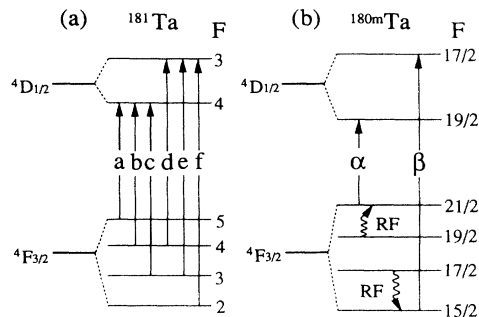 (a) ¹⁸¹Ta F
3
⁴D₁/₂
4
a b c d e f
5
4
⁴F₃/₂
3
2
(b) ¹⁸⁰ᵐTa F
17/2
⁴D₁/₂
19/2
α β
21/2
RF
19/2
⁴F₃/₂
17/2
RF
15/2